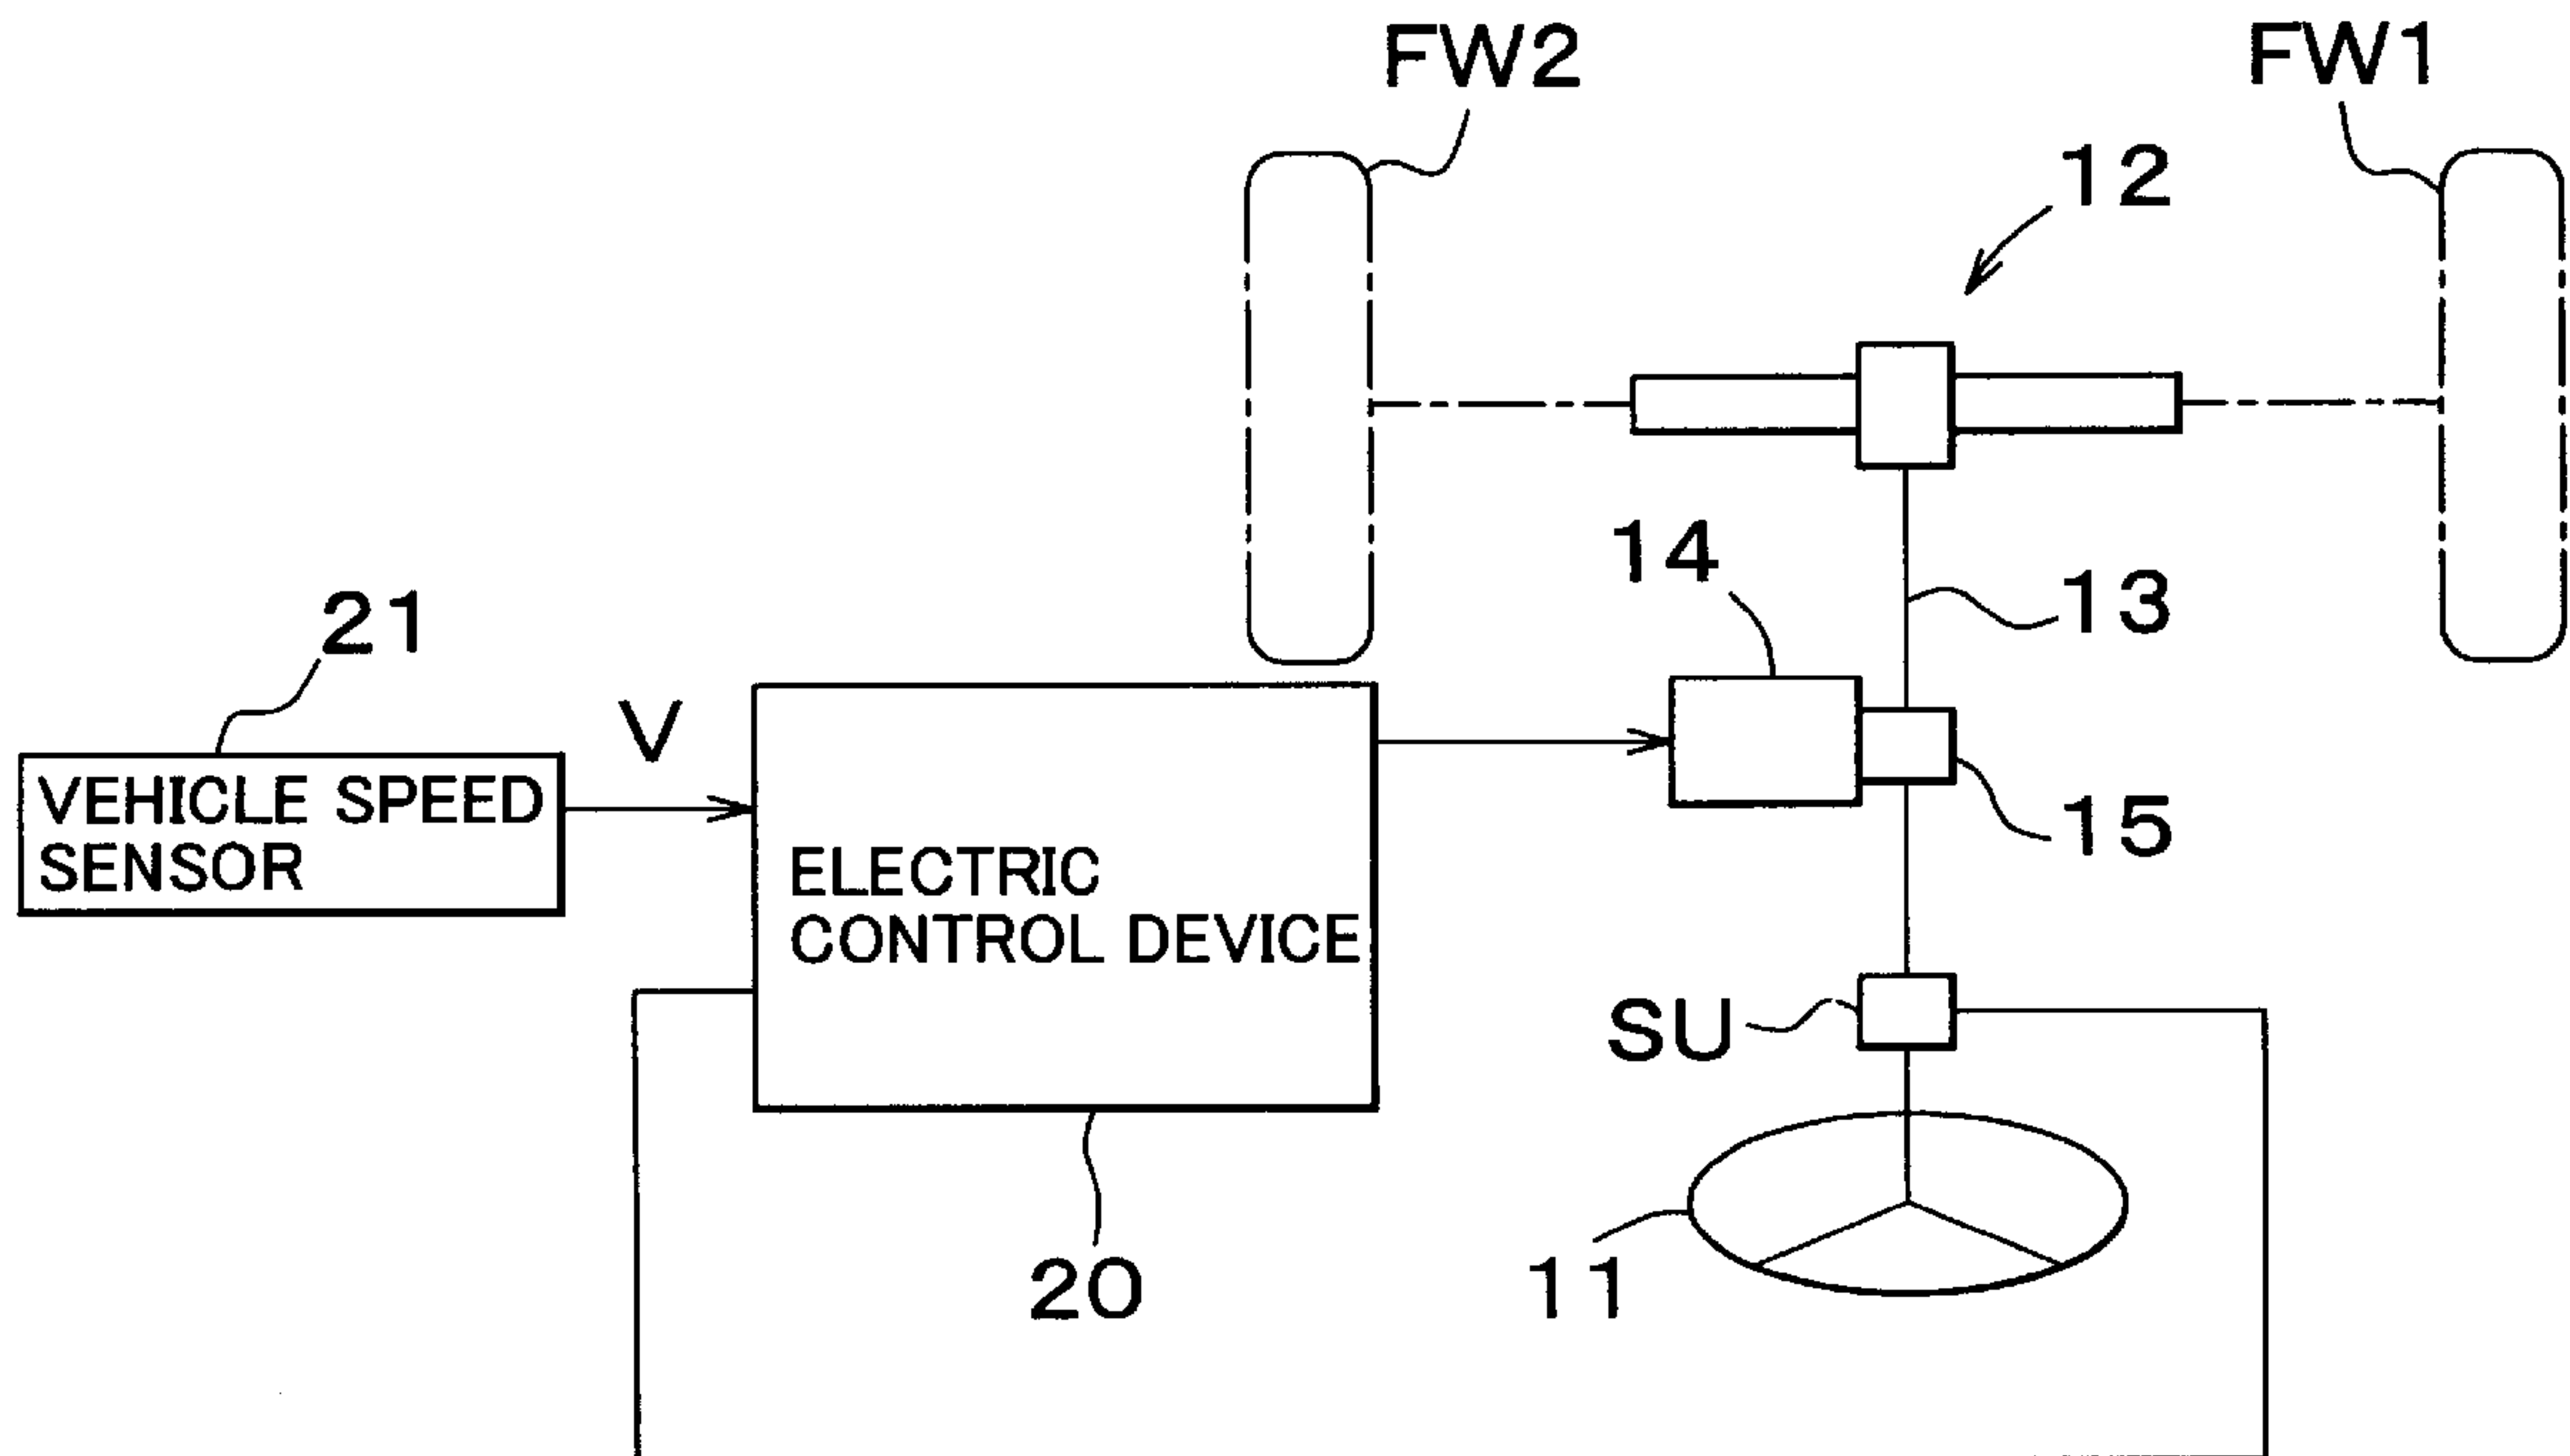 FW2
FW1
12
14
13
21
V
VEHICLE SPEED
SENSOR
15
ELECTRIC
CONTROL DEVICE
SU
20
11